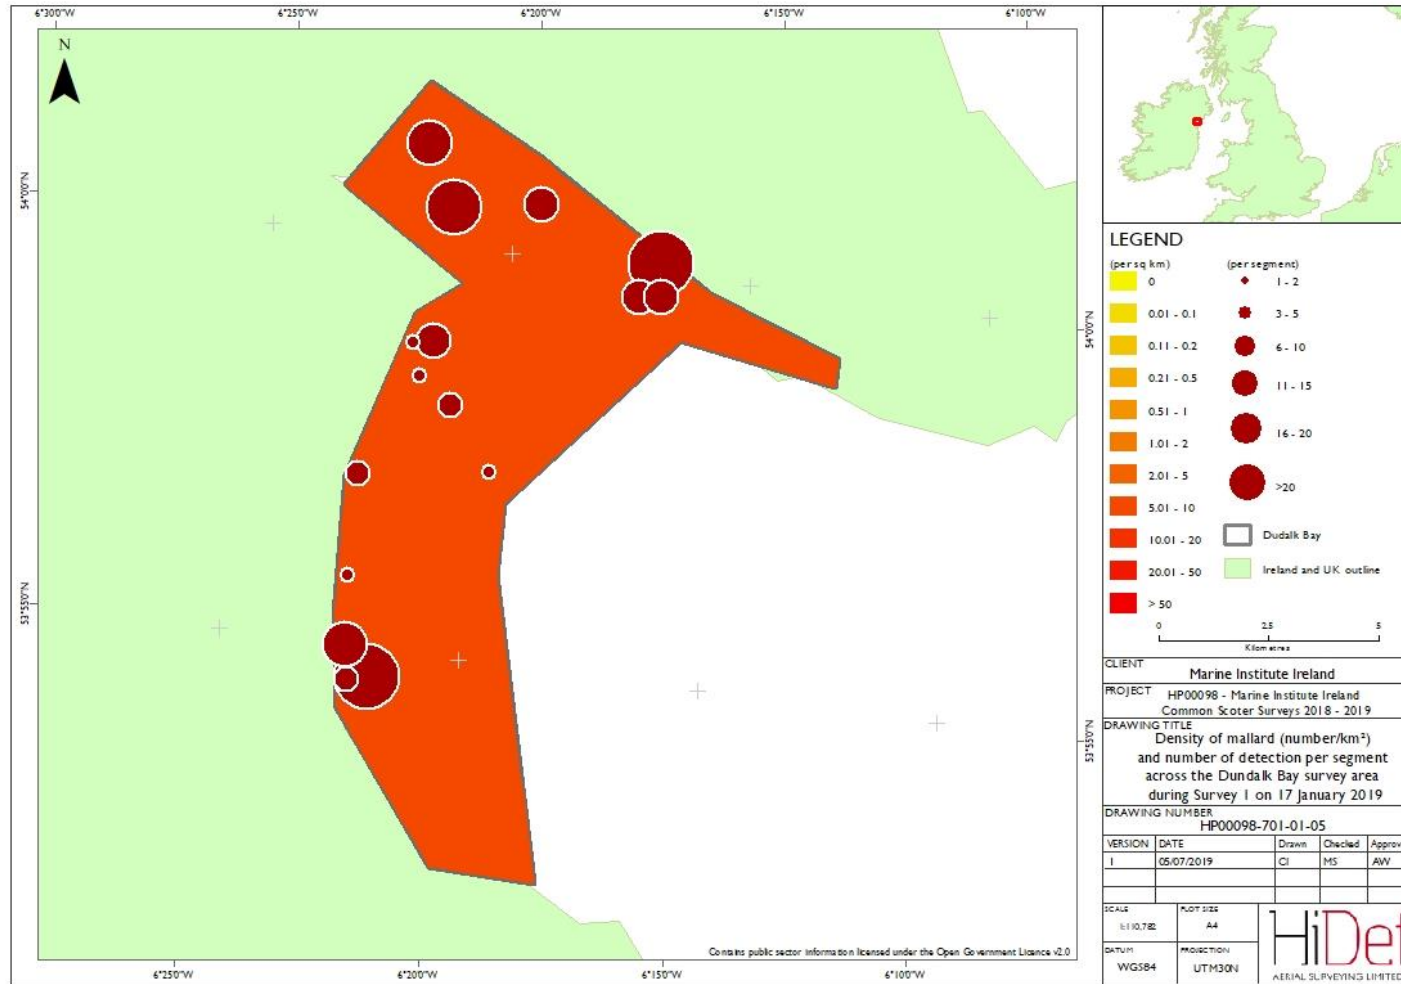 6°30'0"W 6°25'0"W 6°20'0"W 6°15'0"W 6°10'0"W
N
54°0'0"N
54°0'0"N
53°55'0"N
53°55'0"N
Contains public sector information licensed under the Open Government Licence v2.0
6°25'0"W 6°20'0"W 6°15'0"W 6°10'0"W
LEGEND
(per sq km) (per segment)
0 1 - 2
0.01 - 0.1 3 - 5
0.11 - 0.2 6 - 10
0.21 - 0.5 11 - 15
0.51 - 1
1.01 - 2 16 - 20
2.01 - 5 >20
5.01 - 10
10.01 - 20 Dudalk Bay
20.01 - 50 Ireland and UK outline
> 50
0 2.5 5
Kilometres
CLIENT
Marine Institute Ireland
PROJECT HP00098 - Marine Institute Ireland
Common Scoter Surveys 2018 - 2019
DRAWING TITLE
Density of mallard (number/km²)
and number of detection per segment
across the Dundalk Bay survey area
during Survey 1 on 17 January 2019
DRAWING NUMBER
HP00098-701-01-05
VERSION DATE Drawn Checked Approv
1 05/07/2019 CI MS AW
SCALE PLOT SIZE
1:110,782 A4
DATUM PROJECTION
WGS84 UTM30N
HiDef
AERIAL SURVEYING LIMITED